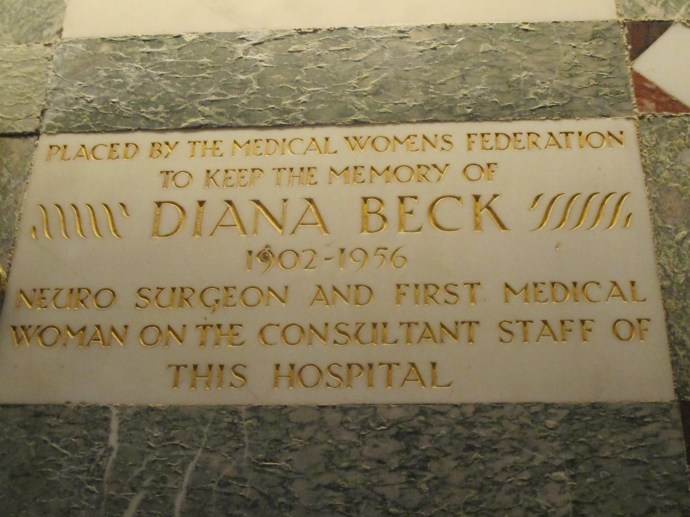 PLACED BY THE MEDICAL WOMENS FEDERATION
TO KEEP THE MEMORY OF
DIANA BECK
1902-1956
NEURO SURGEON AND FIRST MEDICAL
WOMAN ON THE CONSULTANT STAFF OF
THIS HOSPITAL